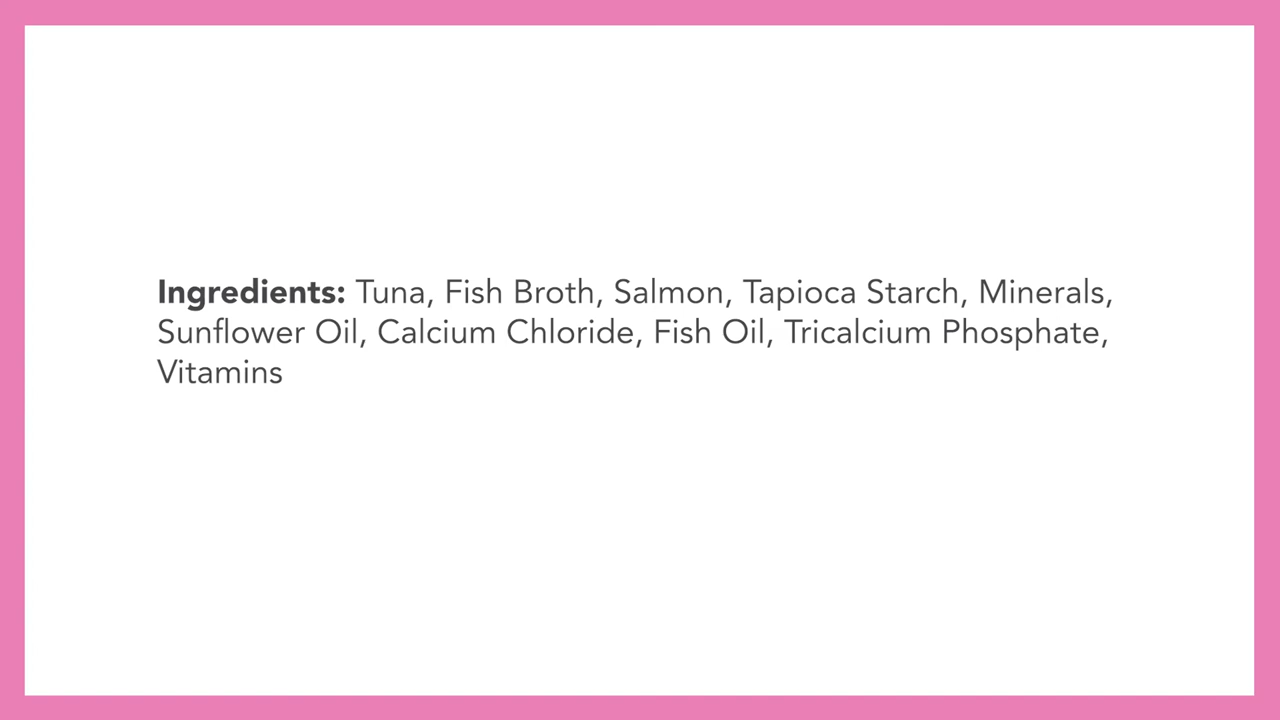 Ingredients: Tuna, Fish Broth, Salmon, Tapioca Starch, Minerals,
Sunflower Oil, Calcium Chloride, Fish Oil, Tricalcium Phosphate,
Vitamins